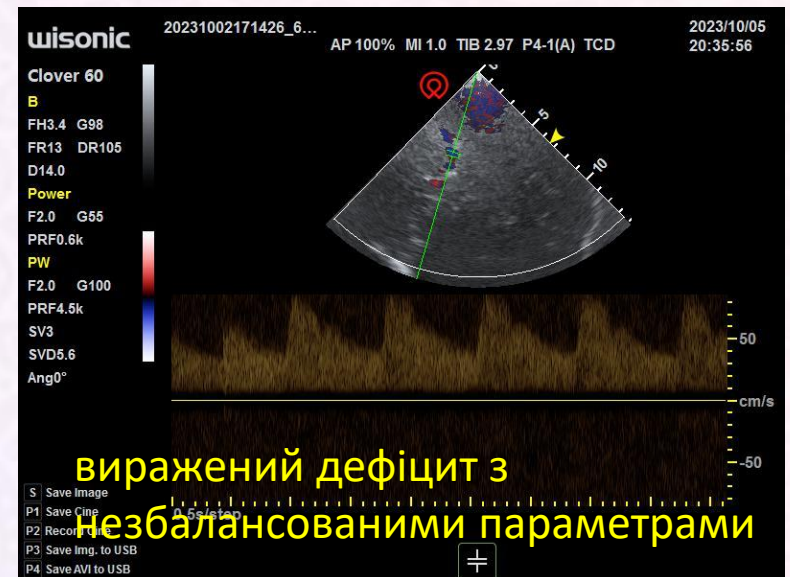 wisonic
20231002171426_6...
AP 100% MI 1.0 TIB 2.97 P4-1(A) TCD
2023/10/05
20:35:56
Clover 60
B
FH3.4 G98
FR13 DR105
D14.0
Power
F2.0 G55
PRF0.6k
PW
F2.0 G100
PRF4.5k
SV3
SVD5.6
Ang0°
0
5
10
50
cm/s
-50
виражений дефіцит з
незбалансованими параметрами
0.5s/step
S Save Image
P1 Save Cine
P2 Record Cine
P3 Save Img. to USB
P4 Save AVI to USB